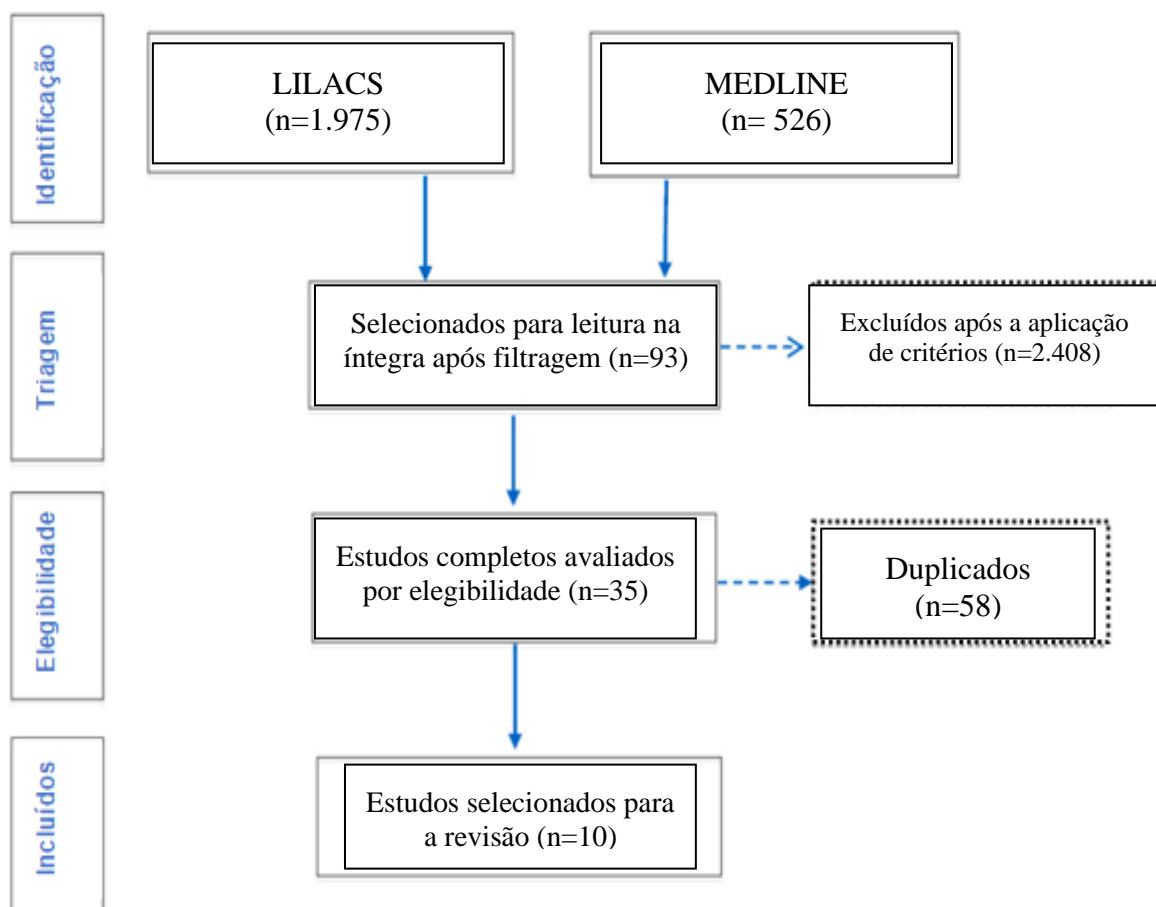 Identificação
LILACS
(n=1.975)
MEDLINE
(n= 526)
Triagem
Selecionados para leitura na
íntegra após filtragem (n=93)
Excluídos após a aplicação
de critérios (n=2.408)
Elegibilidade
Estudos completos avaliados
por elegibilidade (n=35)
Duplicados
(n=58)
Incluídos
Estudos selecionados para
a revisão (n=10)